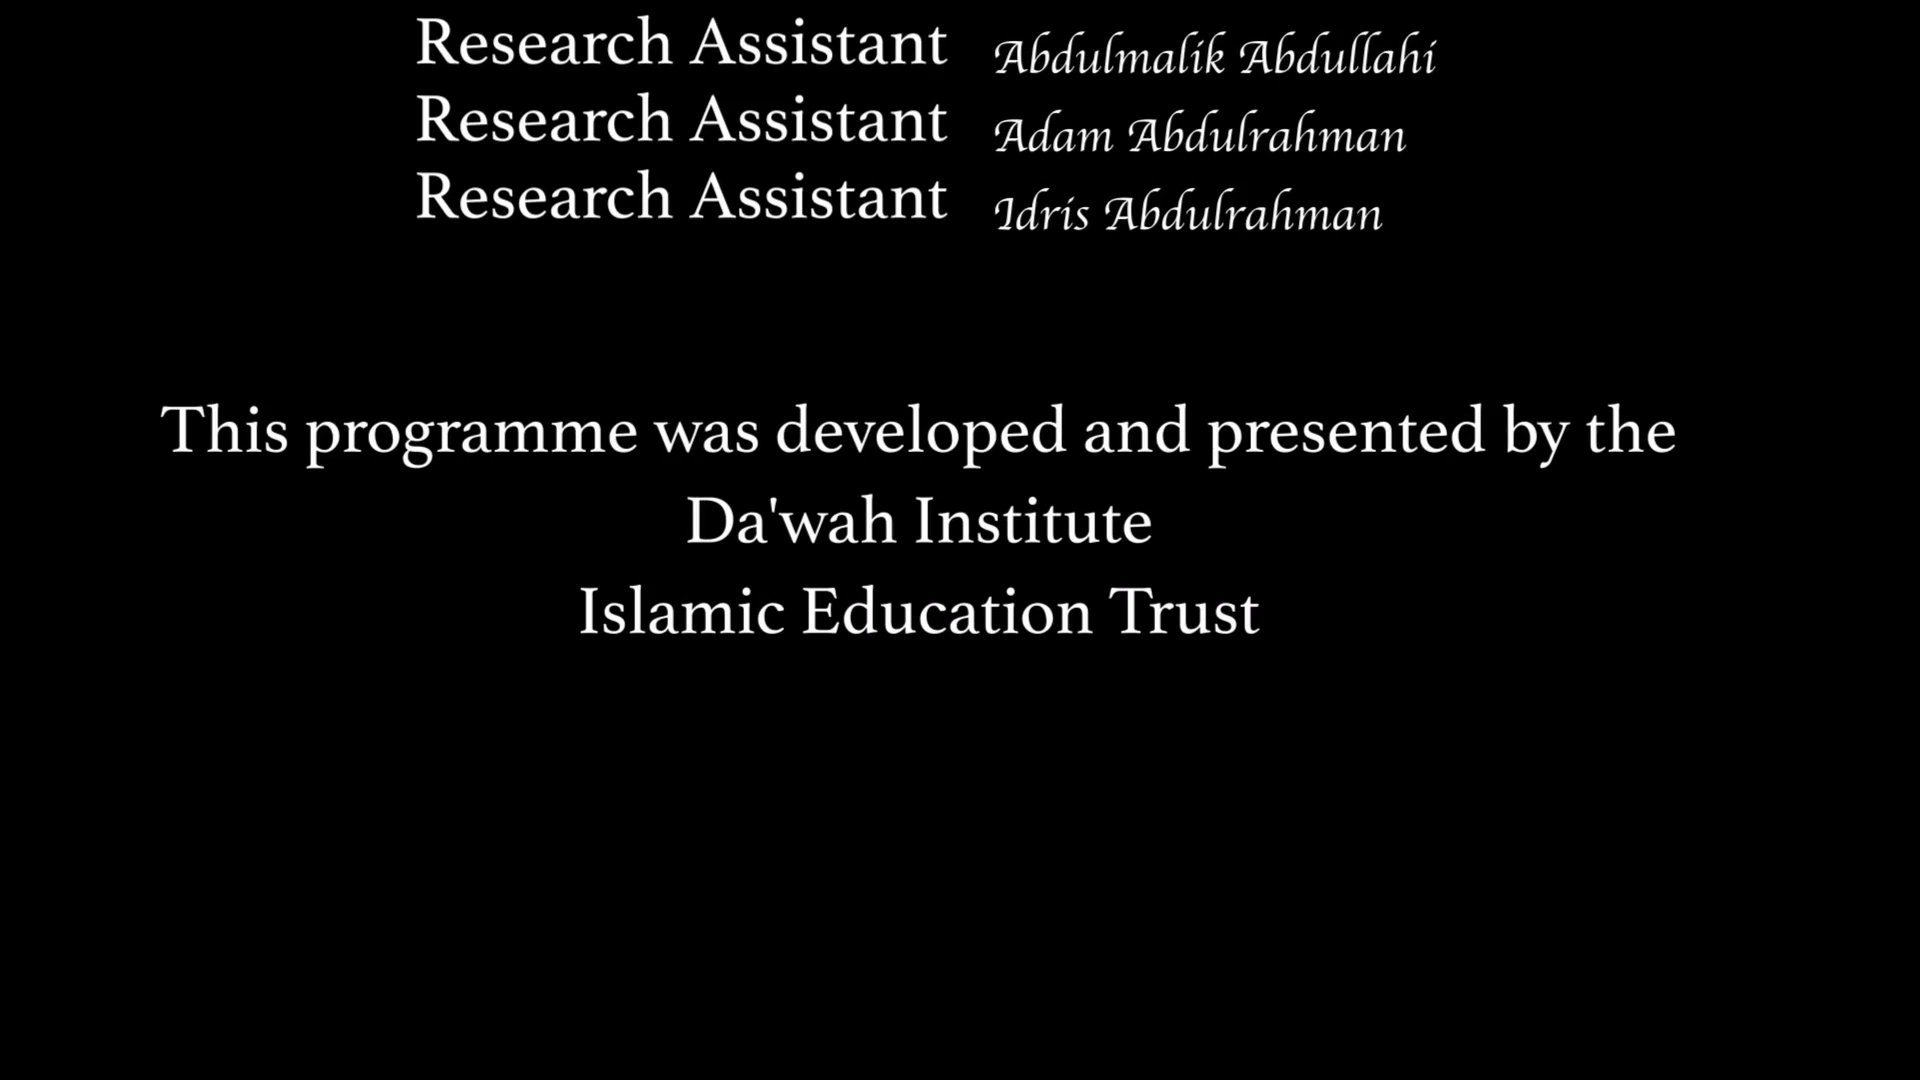 Research Assistant Abdulmalik Abdullahi
Research Assistant Adam Abdulrahman
Research Assistant Idris Abdulrahman
This programme was developed and presented by the
Da'wah Institute
Islamic Education Trust